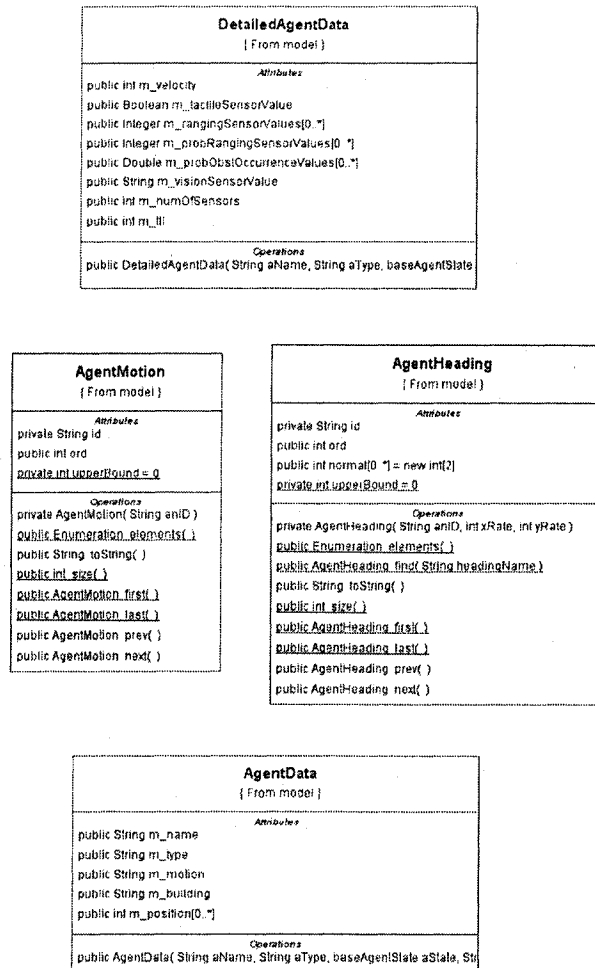 DetailedAgentData
{ From model }
Attributes
public int m_velocity
public Boolean m_tactileSensorValue
public Integer m_rangingSensorValues[0..*]
public Integer m_probRangingSensorValues[0..*]
public Double m_probObstOccurrenceValues[0..*]
public String m_visionSensorValue
public int m_numOfSensors
public int m_ttl
Operations
public DetailedAgentData( String aName, String aType, baseAgentState
AgentMotion
{ From model }
Attributes
private String id
public int ord
private int upperBound = 0
Operations
private AgentMotion( String anID )
public Enumeration elements( )
public String toString( )
public int size( )
public AgentMotion first( )
public AgentMotion last( )
public AgentMotion prev( )
public AgentMotion next( )
AgentHeading
{ From model }
Attributes
private String id
public int ord
public int normal[0..*] = new int[2]
private int upperBound = 0
Operations
private AgentHeading( String anID, int xRate, int yRate )
public Enumeration elements( )
public AgentHeading find( String headingName )
public String toString( )
public int size( )
public AgentHeading first( )
public AgentHeading last( )
public AgentHeading prev( )
public AgentHeading next( )
AgentData
{ From model }
Attributes
public String m_name
public String m_type
public String m_motion
public String m_building
public int m_position[0..*]
Operations
public AgentData( String aName, String aType, baseAgentState aState, Str